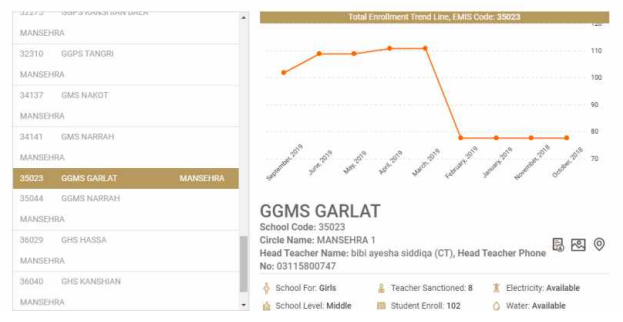 MANSEHRA
32310 GGPS TANGRI
MANSEHRA
34137 GMS NAKOT
MANSEHRA
34141 GMS NARRAH
MANSEHRA
35023 GGMS GARLAT MANSEHRA
35044 GGMS NARRAH
MANSEHRA
36029 GHS HASSA
MANSEHRA
36040 GHS KANSHIAN
MANSEHRA
Total Enrollment Trend Line, EMIS Code: 35023
120
110
100
90
80
70
September, 2019
June, 2019
May, 2019
April, 2019
March, 2019
February, 2019
January, 2019
November, 2018
October, 2018
GGMS GARLAT
School Code: 35023
Circle Name: MANSEHRA 1
Head Teacher Name: bibi ayesha siddiqa (CT), Head Teacher Phone
No: 03115800747
School For: Girls
Teacher Sanctioned: 8
Electricity: Available
School Level: Middle
Student Enroll: 102
Water: Available